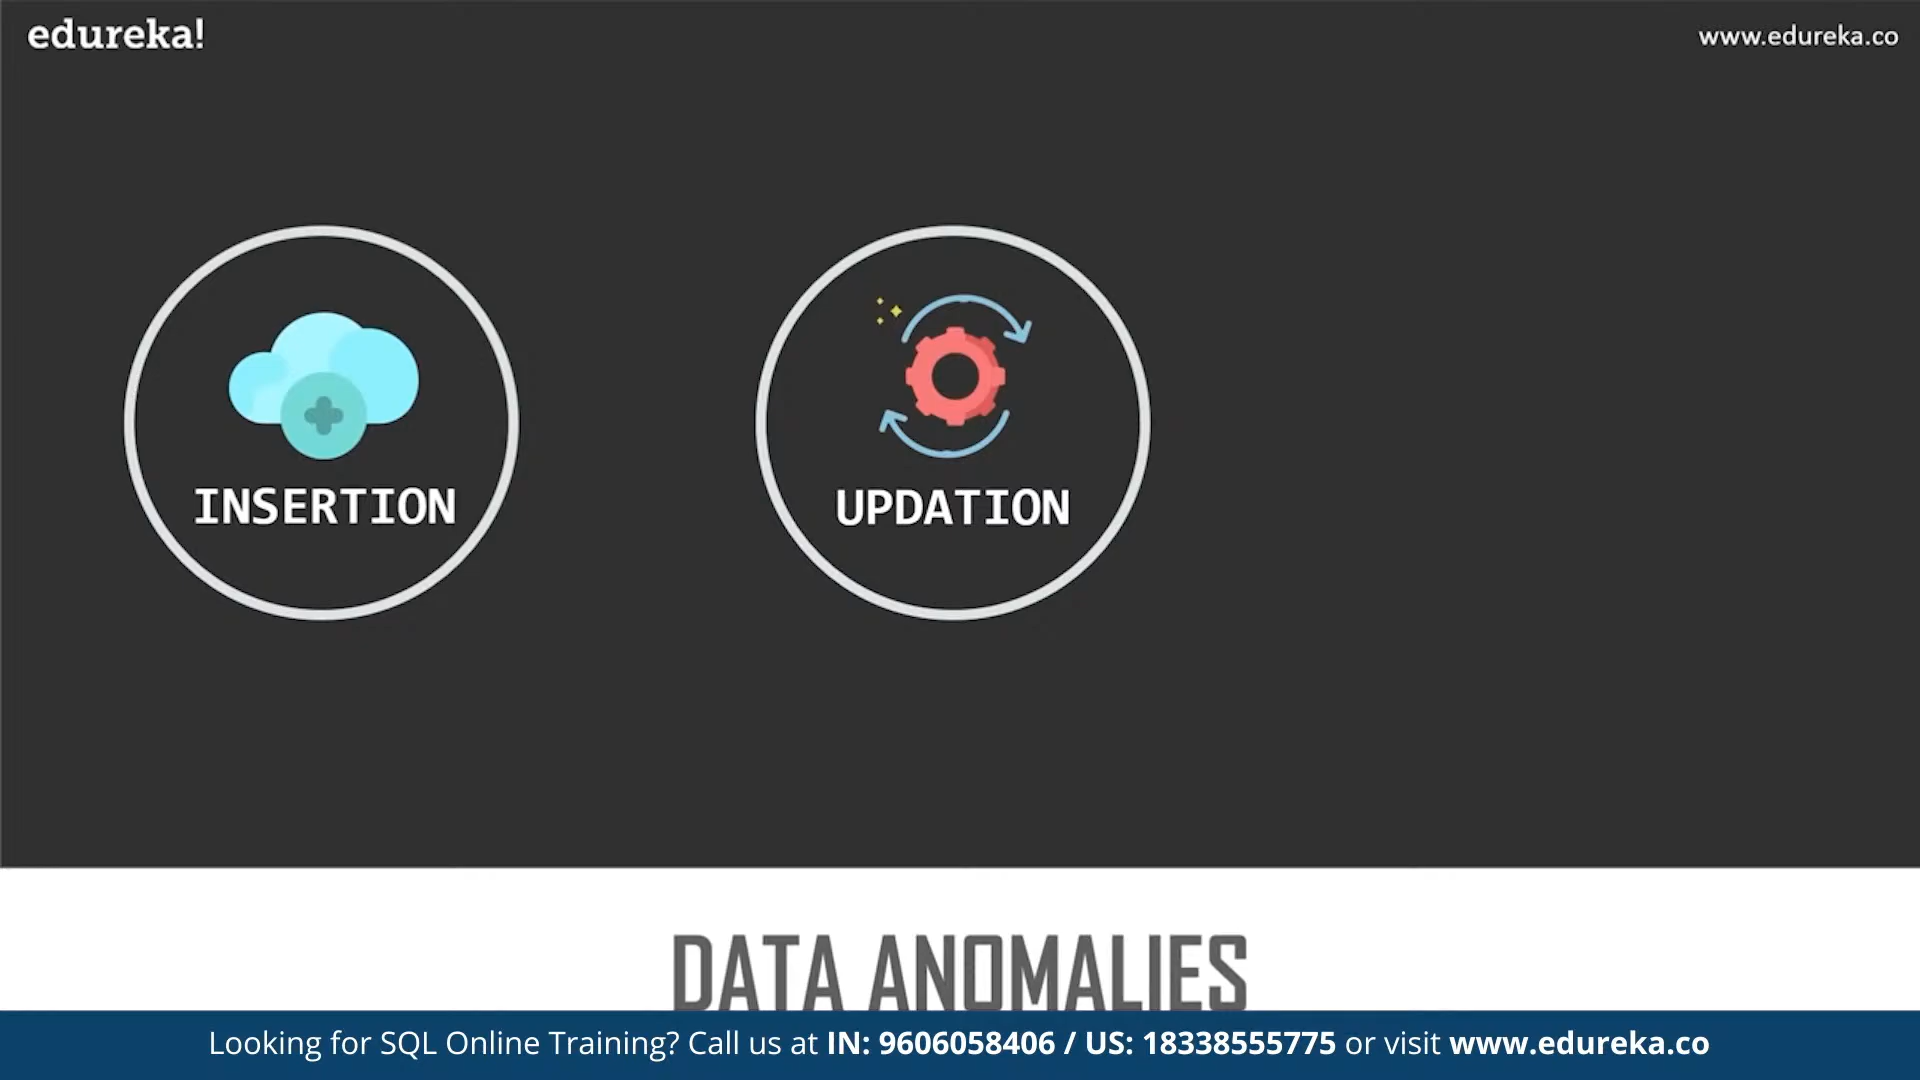 edureka!
www.edureka.co
INSERTION
UPDATION
DATA ANOMALIES
Looking for SQL Online Training? Call us at IN: 9606058406 / US: 18338555775 or visit www.edureka.co